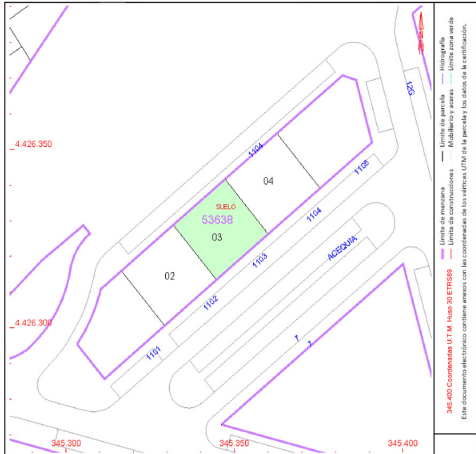 4.426.350
4.426.300
345.300
345.350
345.400
125
1104
1105
04
1104
SUELO
53638
03
1103
1102
02
1101
ACEQUIA
7
7
Límite de manzana
Límite de parcela
Hidrografía
Límite de construcciones
Mobiliario y aceras
Límite zona verde
345.400 Coordenadas U.T.M. Huso 30 ETRS89
Este documento electrónico contiene anexos con las coordenadas de los vértices UTM de la parcela y los datos de la certificación.